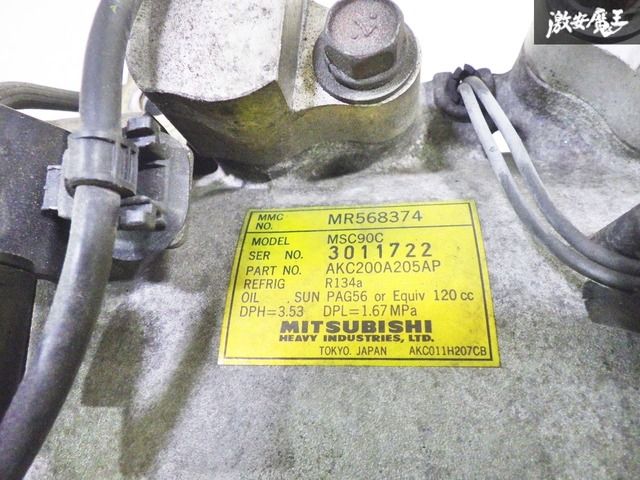 激安魔王
MMC NO. MR568374
MODEL MSC90C
SER NO. 3011722
PART NO. AKC200A205AP
REFRIG R134a
OIL SUN PAG56 or Equiv 120 cc
DPH=3.53 DPL=1.67 MPa
MITSUBISHI
HEAVY INDUSTRIES, LTD.
TOKYO. JAPAN AKC011H207CB